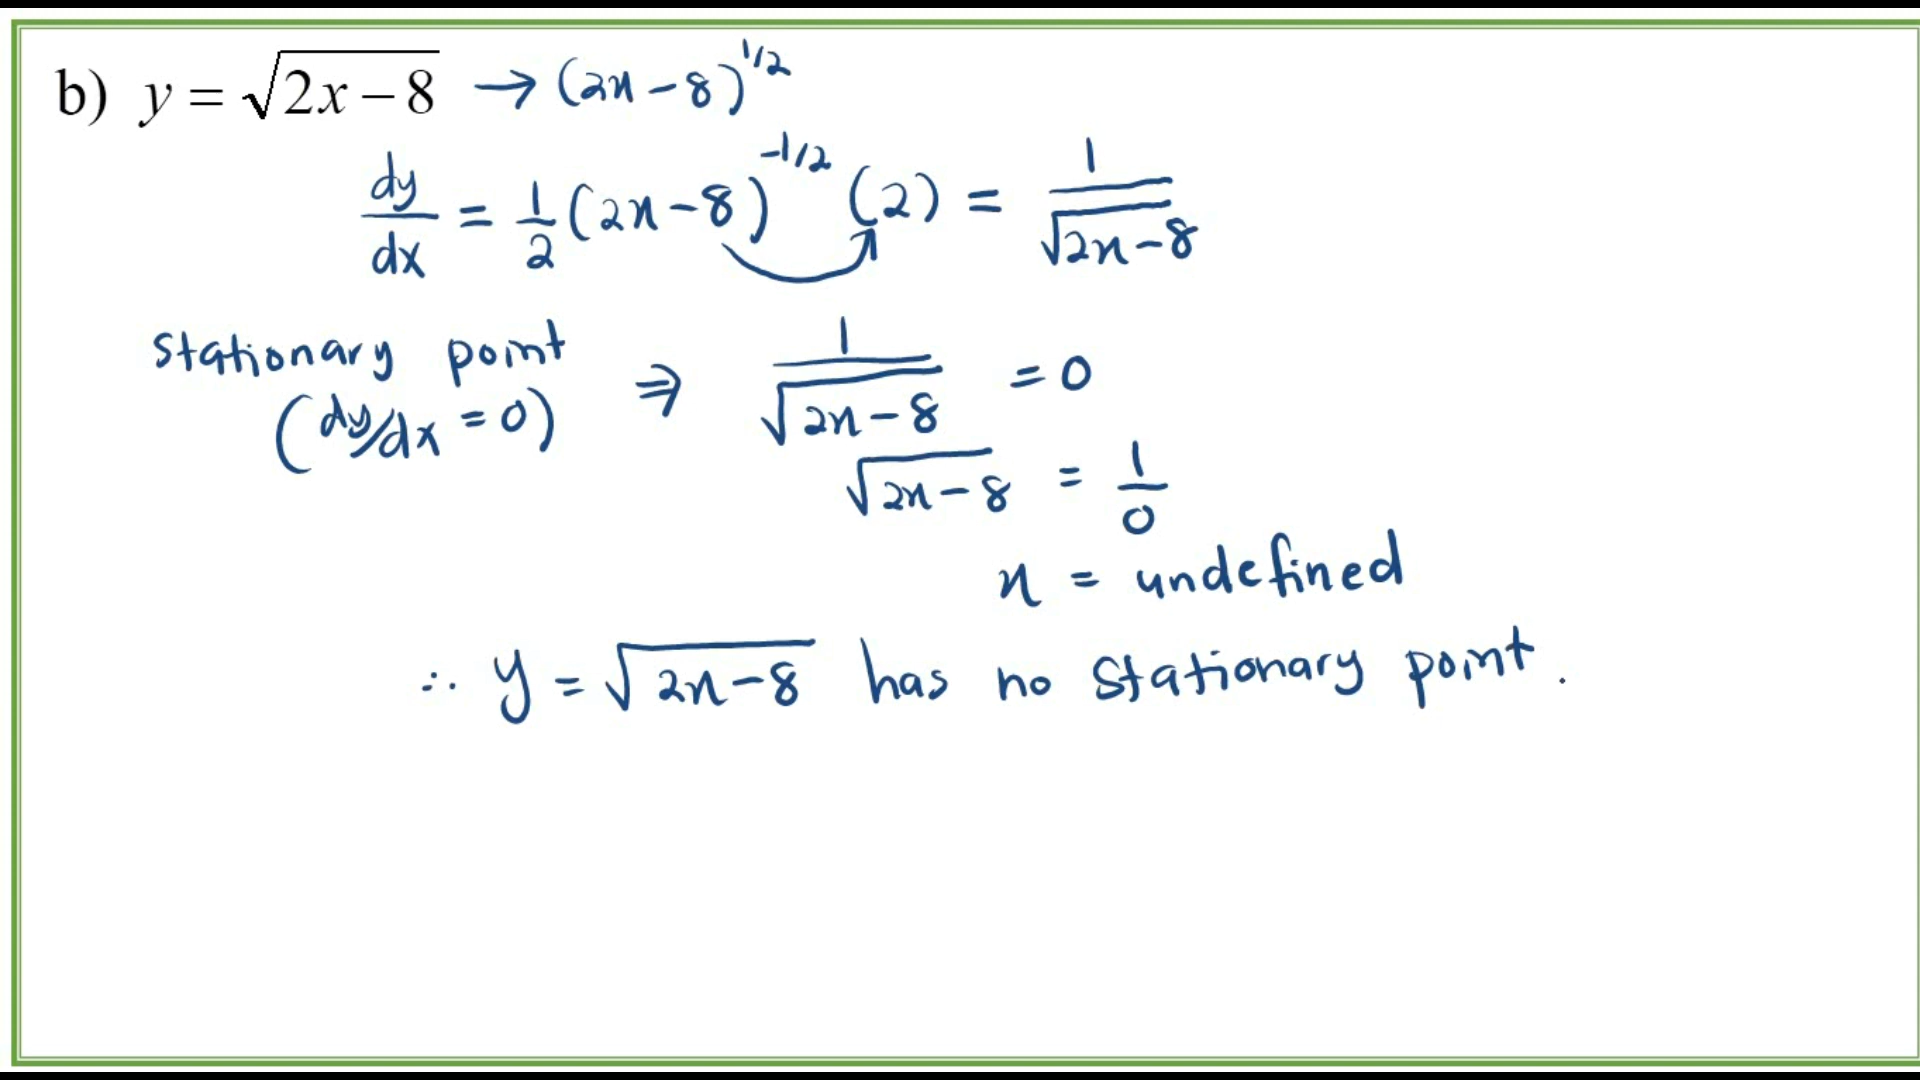 b) y = √(2x − 8) → (2x − 8)^1/2
dy/dx = 1/2 (2x − 8)^−1/2 (2) = 1/√(2x − 8)
Stationary point ⇒ 1/√(2x − 8) = 0
(dy/dx = 0)
√(2x − 8) = 1/0
x = undefined
∴ y = √(2x − 8) has no stationary point.